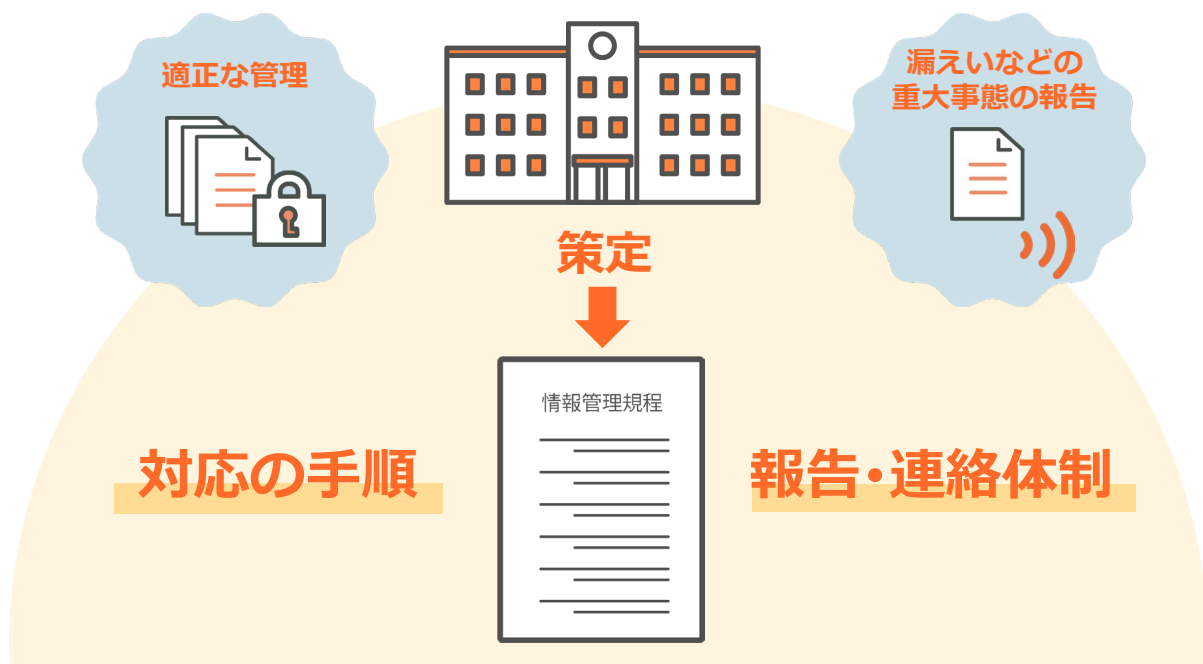 適正な管理
漏えいなどの
重大事態の報告
策定
情報管理規程
対応の手順
報告・連絡体制